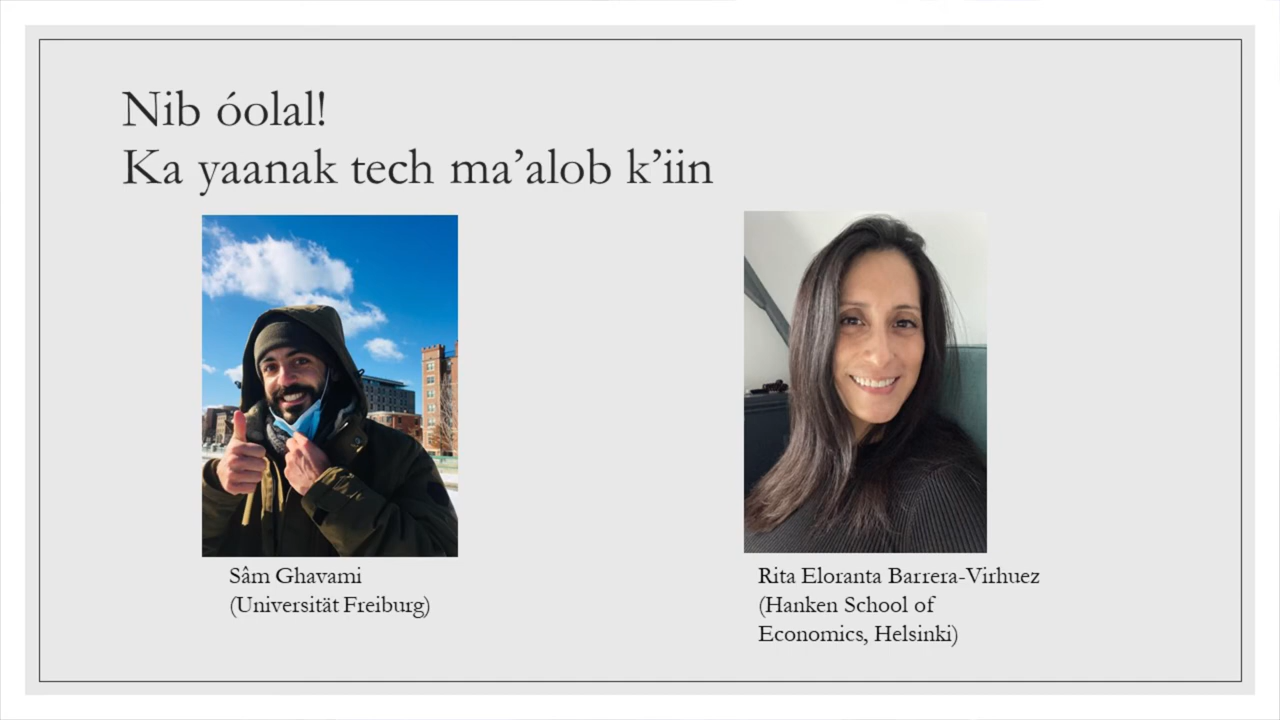 Nib óolal!
Ka yaanak tech ma’alob k’iin
Sâm Ghavami
(Universität Freiburg)
Rita Eloranta Barrera-Virhuez
(Hanken School of
Economics, Helsinki)